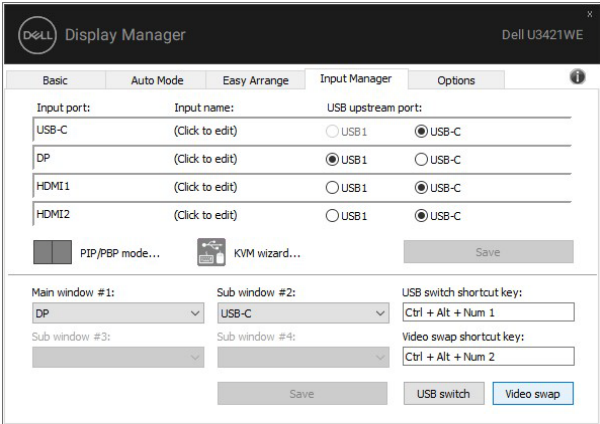 x
DELL Display Manager Dell U3421WE
Basic Auto Mode Easy Arrange Input Manager Options i
Input port: Input name: USB upstream port:
USB-C (Click to edit) USB1 USB-C
DP (Click to edit) USB1 USB-C
HDMI1 (Click to edit) USB1 USB-C
HDMI2 (Click to edit) USB1 USB-C
PIP/PBP mode... KVM wizard... Save
Main window #1: Sub window #2: USB switch shortcut key:
DP USB-C Ctrl + Alt + Num 1
Sub window #3: Sub window #4: Video swap shortcut key:
Ctrl + Alt + Num 2
Save USB switch Video swap